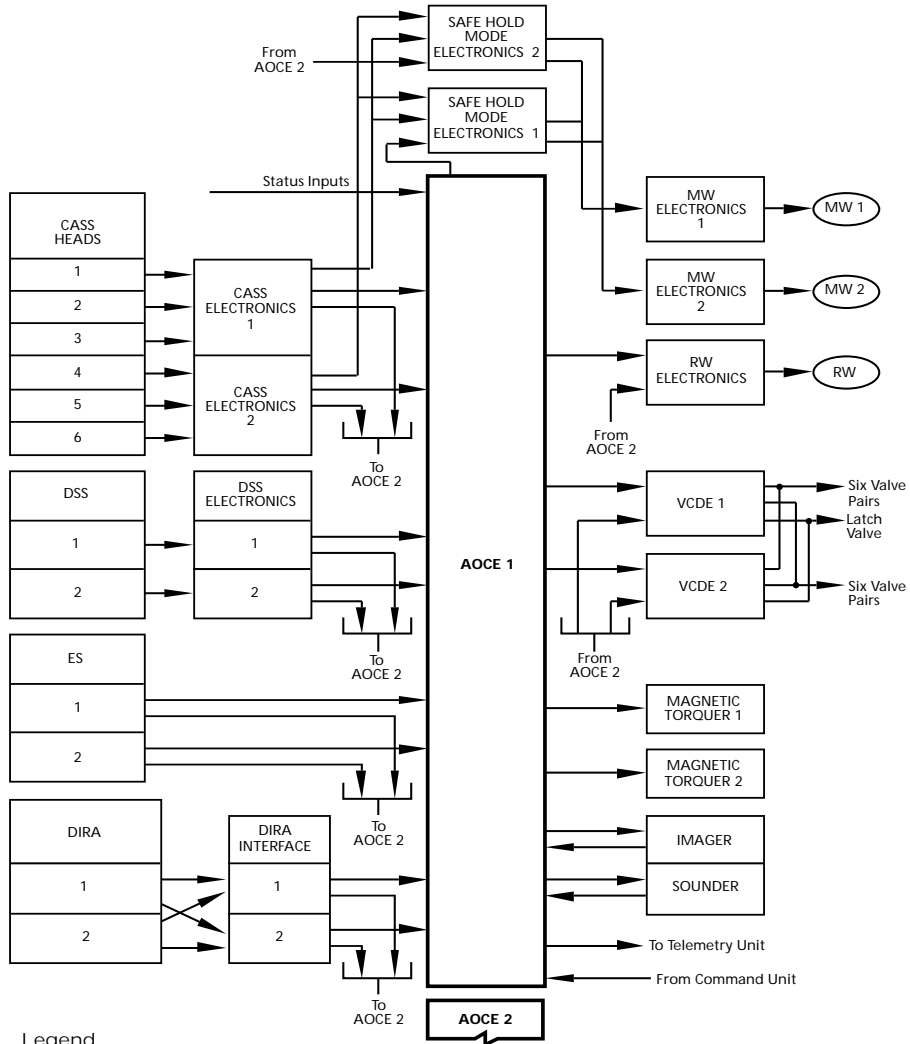 SAFE HOLD
MODE
ELECTRONICS 2
From
AOCE 2
SAFE HOLD
MODE
ELECTRONICS 1
Status Inputs
CASS
HEADS
1
2
3
4
5
6
CASS
ELECTRONICS
1
CASS
ELECTRONICS
2
To
AOCE 2
DSS
1
2
DSS
ELECTRONICS
1
2
To
AOCE 2
ES
1
2
To
AOCE 2
DIRA
1
2
DIRA
INTERFACE
1
2
To
AOCE 2
AOCE 1
AOCE 2
MW
ELECTRONICS
1
MW 1
MW
ELECTRONICS
2
MW 2
RW
ELECTRONICS
RW
From
AOCE 2
VCDE 1
Six Valve
Pairs
Latch
Valve
VCDE 2
Six Valve
Pairs
From
AOCE 2
MAGNETIC
TORQUER 1
MAGNETIC
TORQUER 2
IMAGER
SOUNDER
To Telemetry Unit
From Command Unit
Legend